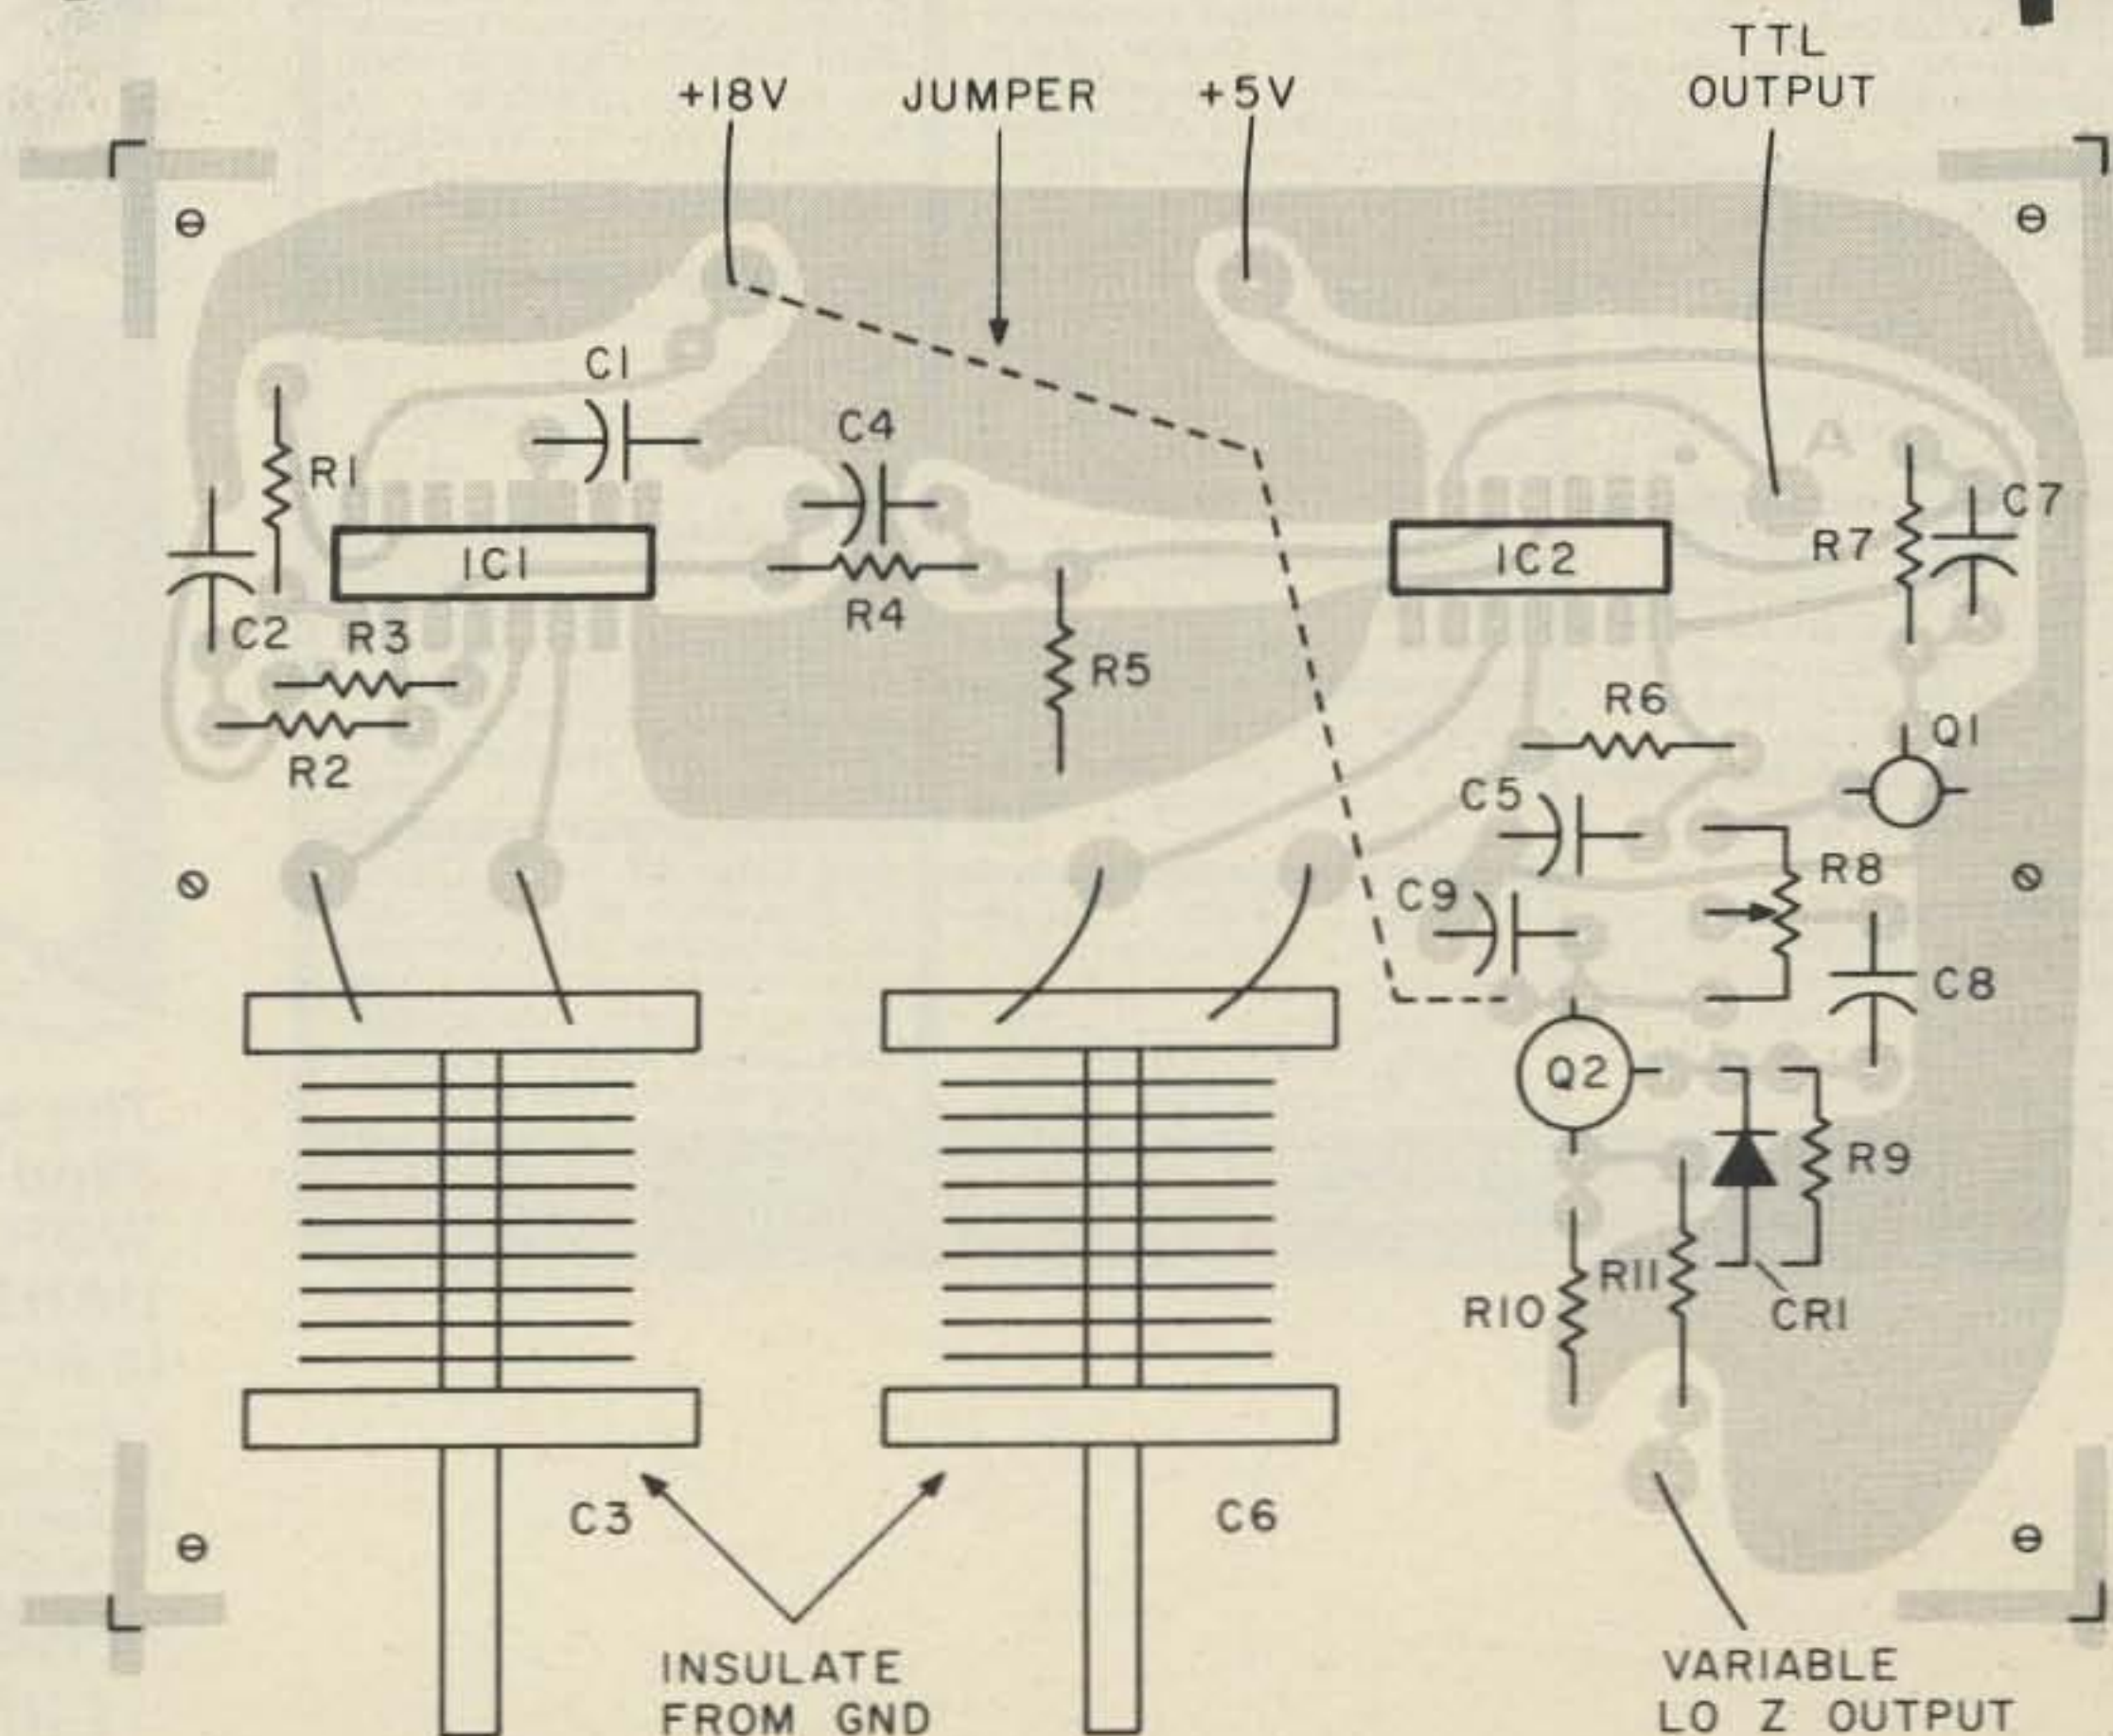 TTL
OUTPUT
+18V
JUMPER
+5V
C1
C4
A
R1
C7
R7
IC1
IC2
R4
C2
R3
R5
R6
R2
Q1
C5
R8
C9
C8
Q2
R9
R11
R10
CR1
C3
C6
INSULATE
FROM GND
VARIABLE
LO Z OUTPUT